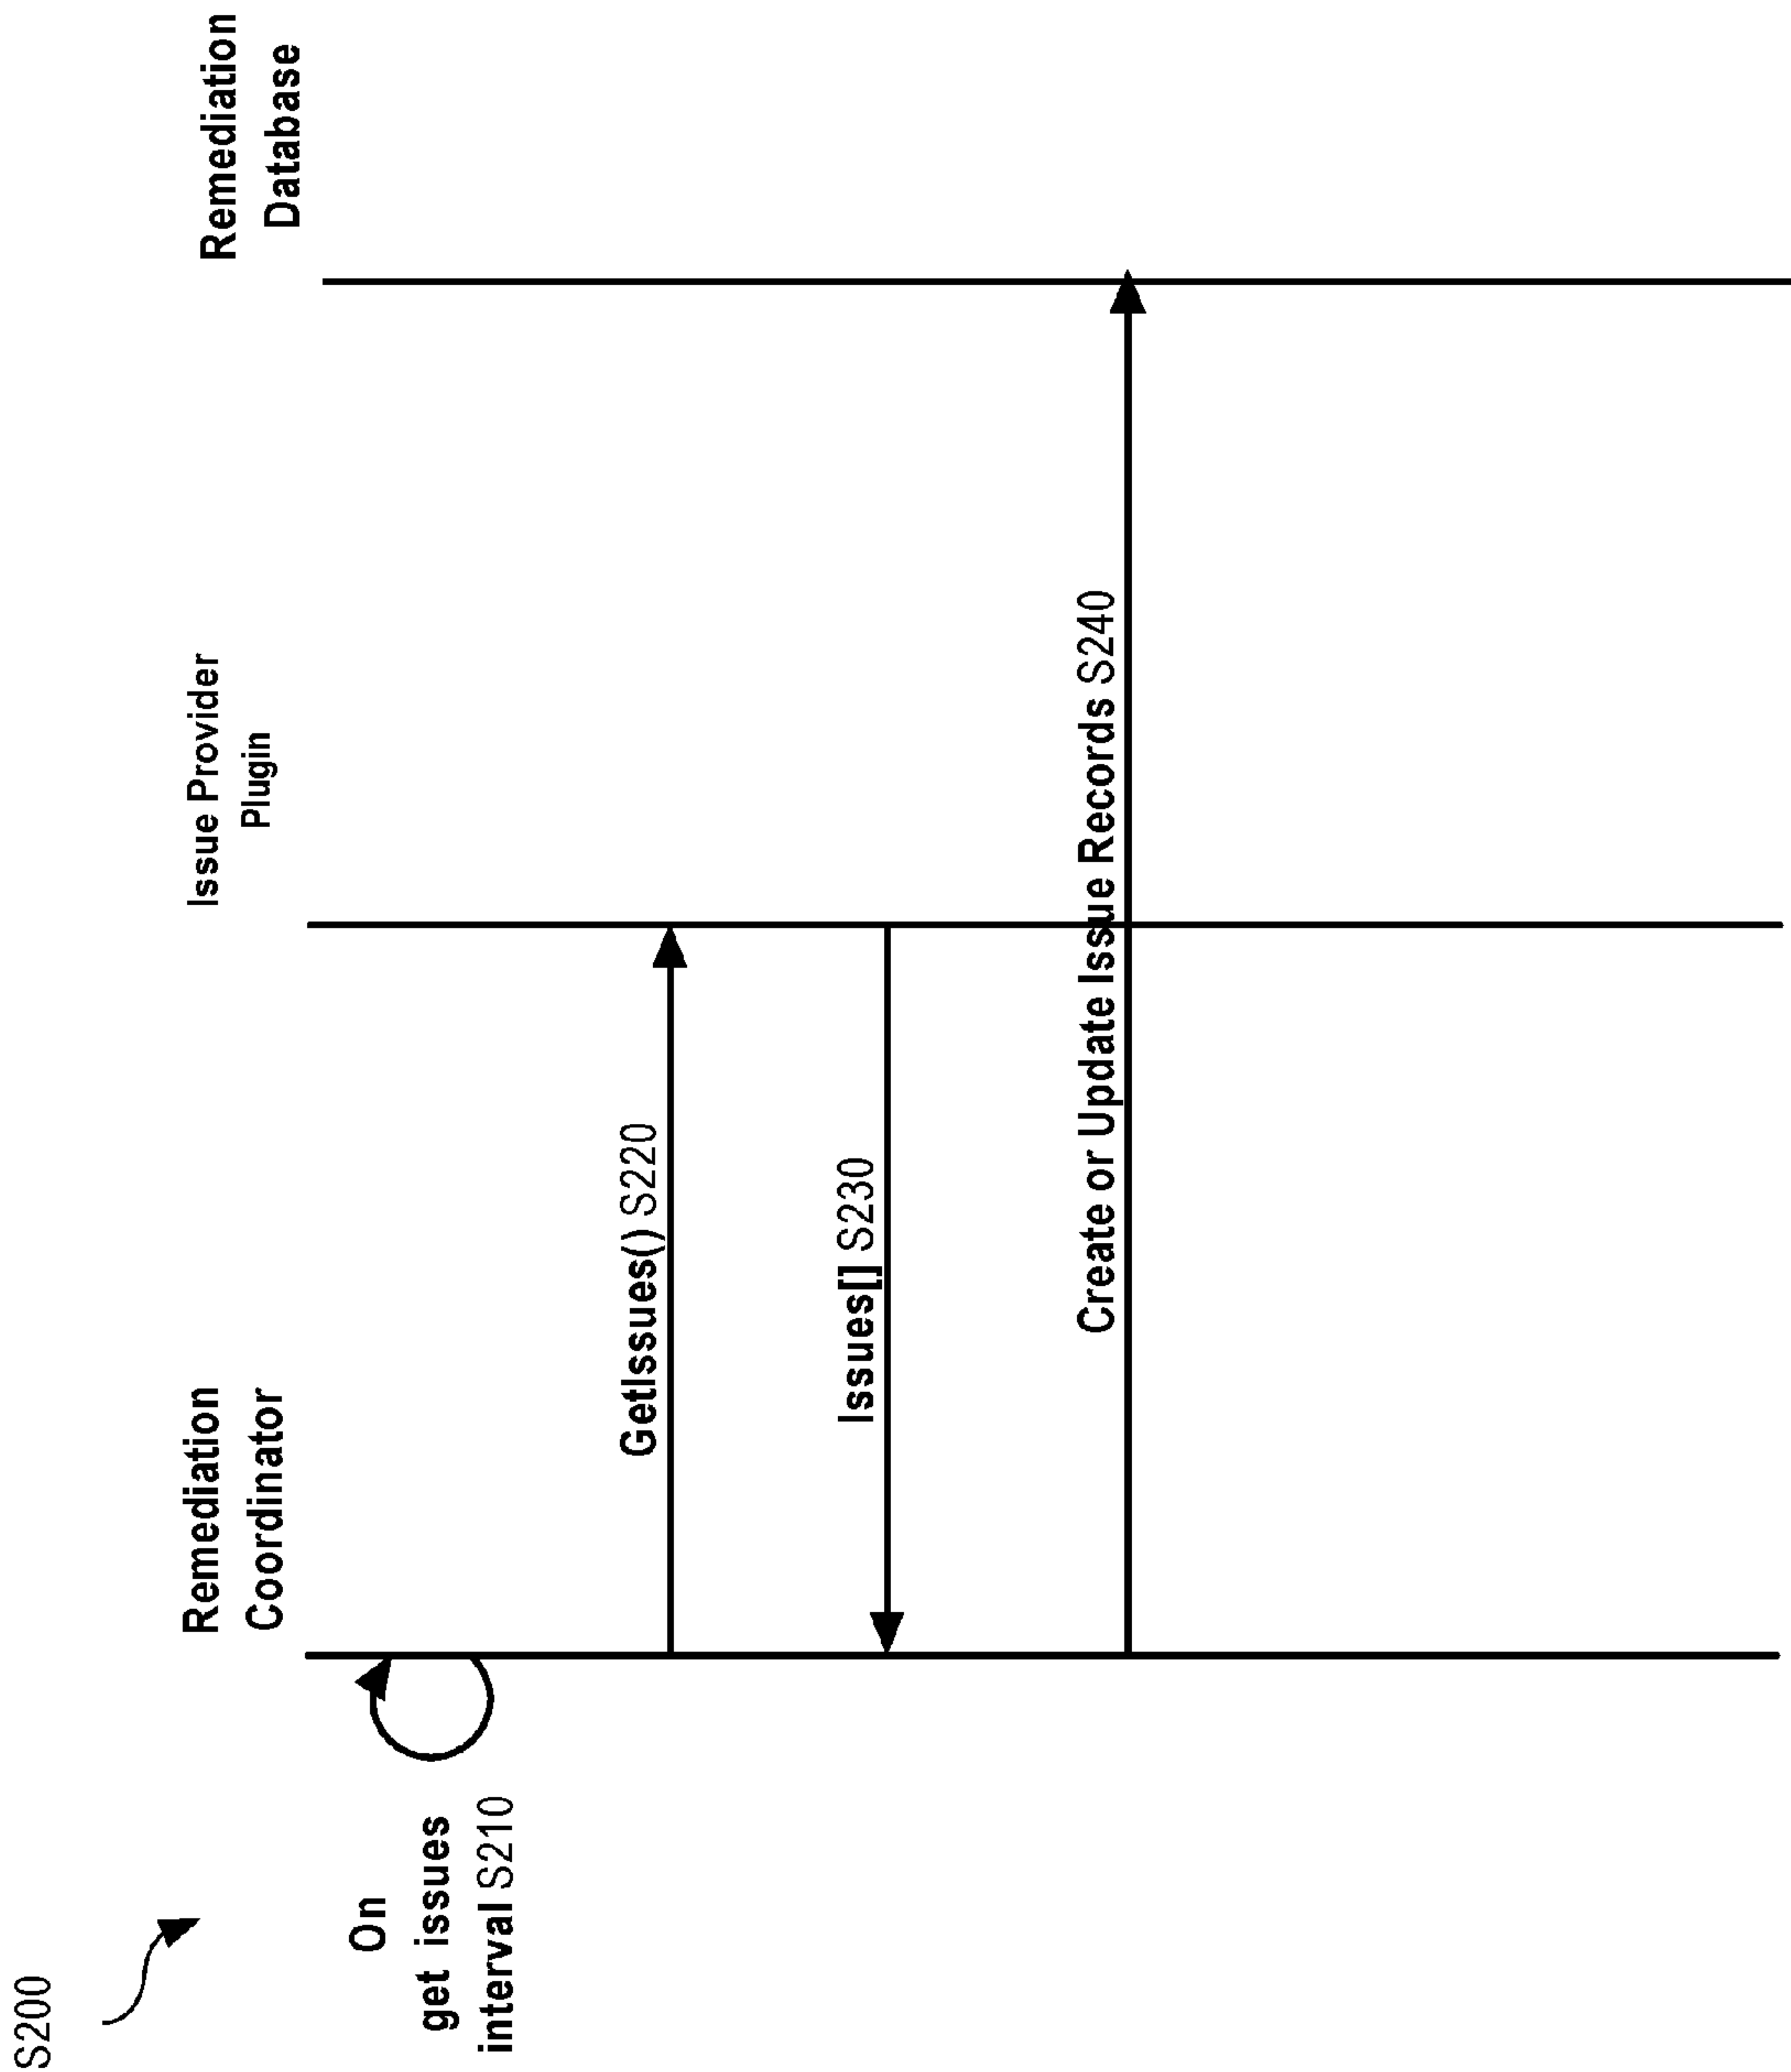 S200
Remediation
Coordinator
Issue Provider
Plugin
Remediation
Database
On
get issues
interval S210
GetIssues() S220
Issues[] S230
Create or Update Issue Records S240